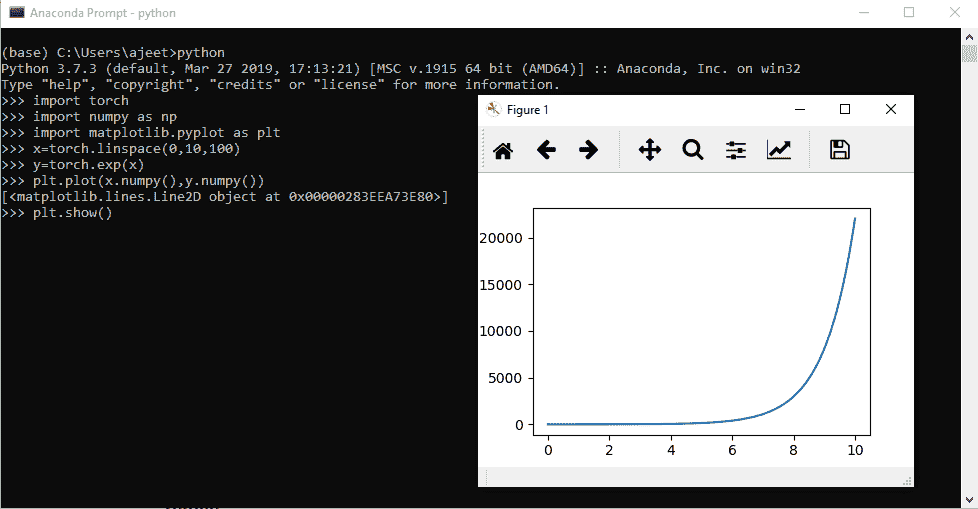 Anaconda Prompt - python
(base) C:\Users\ajeet>python
Python 3.7.3 (default, Mar 27 2019, 17:13:21) [MSC v.1915 64 bit (AMD64)] :: Anaconda, Inc. on win32
Type "help", "copyright", "credits" or "license" for more information.
>>> import torch
>>> import numpy as np
>>> import matplotlib.pyplot as plt
>>> x=torch.linspace(0,10,100)
>>> y=torch.exp(x)
>>> plt.plot(x.numpy(),y.numpy())
[<matplotlib.lines.Line2D object at 0x00000283EEA73E80>]
>>> plt.show()
Figure 1
20000
15000
10000
5000
0
0 2 4 6 8 10